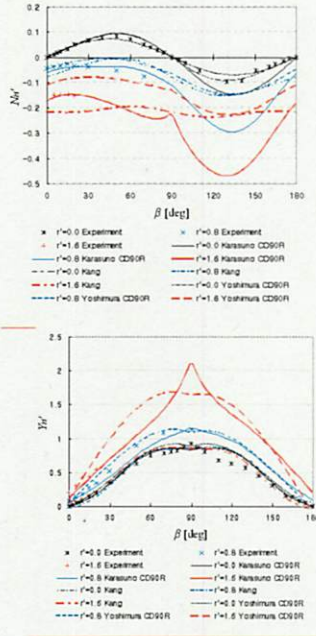 0.2
0.1
0
-0.1
-0.2
-0.3
-0.4
-0.5
N_H'
0 30 60 90 120 150 180
β [deg]
r'=0.0 Experiment r'=0.8 Experiment
r'=1.6 Experiment r'=0.0 Karasuno CD90R
r'=0.8 Karasuno CD90R r'=1.6 Karasuno CD90R
r'=0.0 Kang r'=0.8 Kang
r'=1.6 Kang r'=0.0 Yoshimura CD90R
r'=0.8 Yoshimura CD90R r'=1.6 Yoshimura CD90R
2.5
2
1.5
1
0.5
0
Y_H'
0 30 60 90 120 150 180
β [deg]
r'=0.0 Experiment r'=0.8 Experiment
r'=1.6 Experiment r'=0.0 Karasuno CD90R
r'=0.8 Karasuno CD90R r'=1.6 Karasuno CD90R
r'=0.0 Kang r'=0.8 Kang
r'=1.6 Kang r'=0.0 Yoshimura CD90R
r'=0.8 Yoshimura CD90R r'=1.6 Yoshimura CD90R